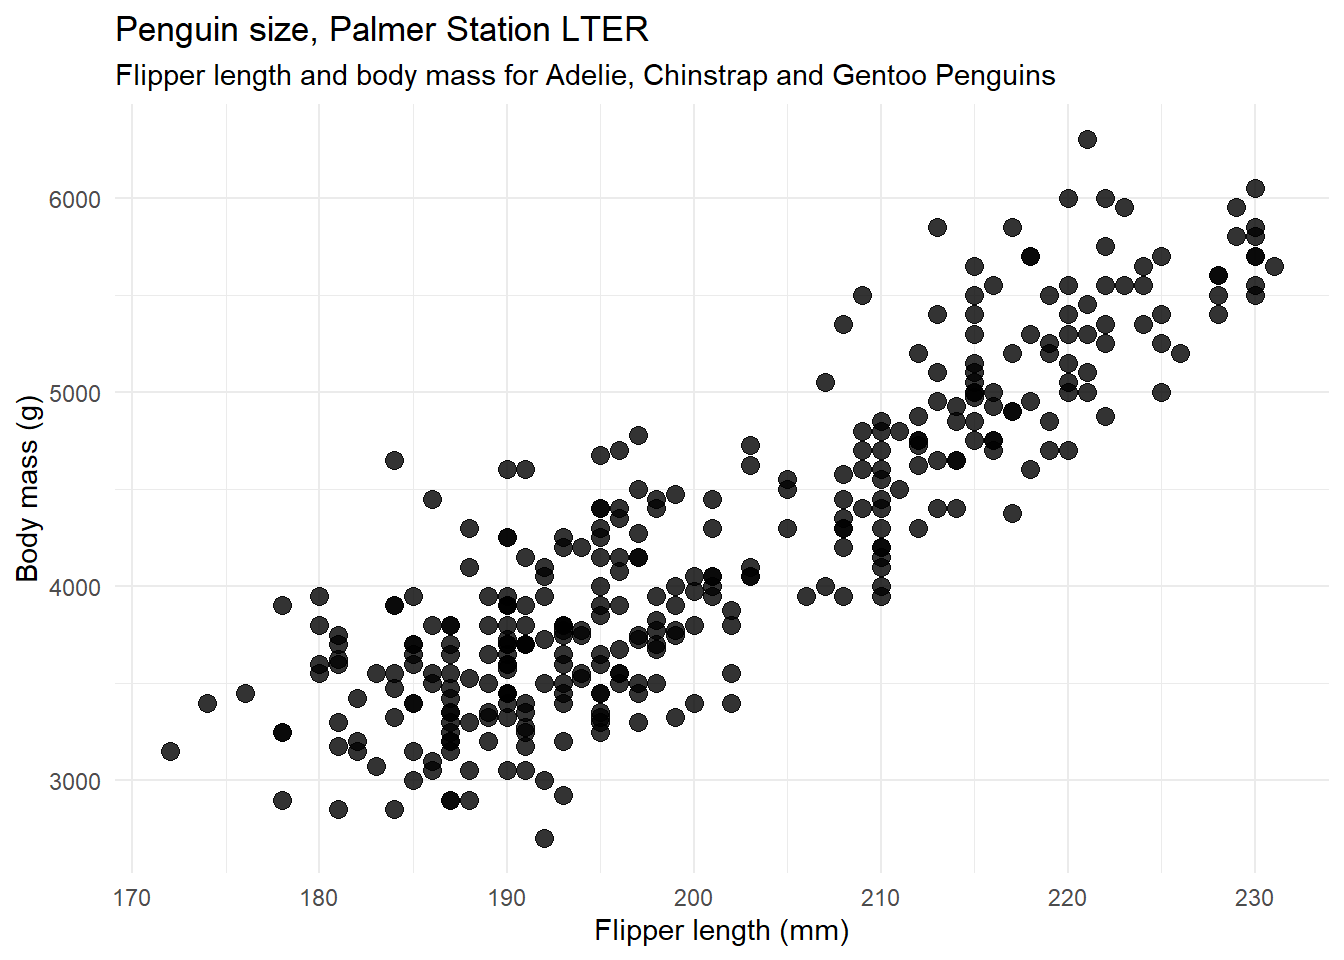 Penguin size, Palmer Station LTER
Flipper length and body mass for Adelie, Chinstrap and Gentoo Penguins
Body mass (g)
6000
5000
4000
3000
170 180 190 200 210 220 230
Flipper length (mm)